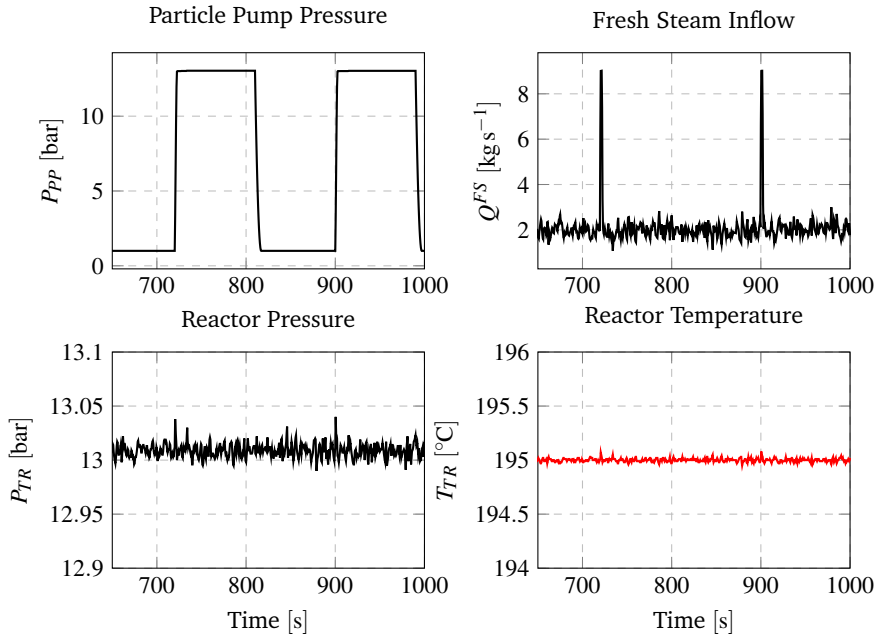 Particle Pump Pressure
P_PP [bar]
10
5
0
700 800 900 1000
Fresh Steam Inflow
Q^FS [kg s⁻¹]
8
6
4
2
700 800 900 1000
Reactor Pressure
P_TR [bar]
13.1
13.05
13
12.95
12.9
700 800 900 1000
Time [s]
Reactor Temperature
T_TR [°C]
196
195.5
195
194.5
194
700 800 900 1000
Time [s]